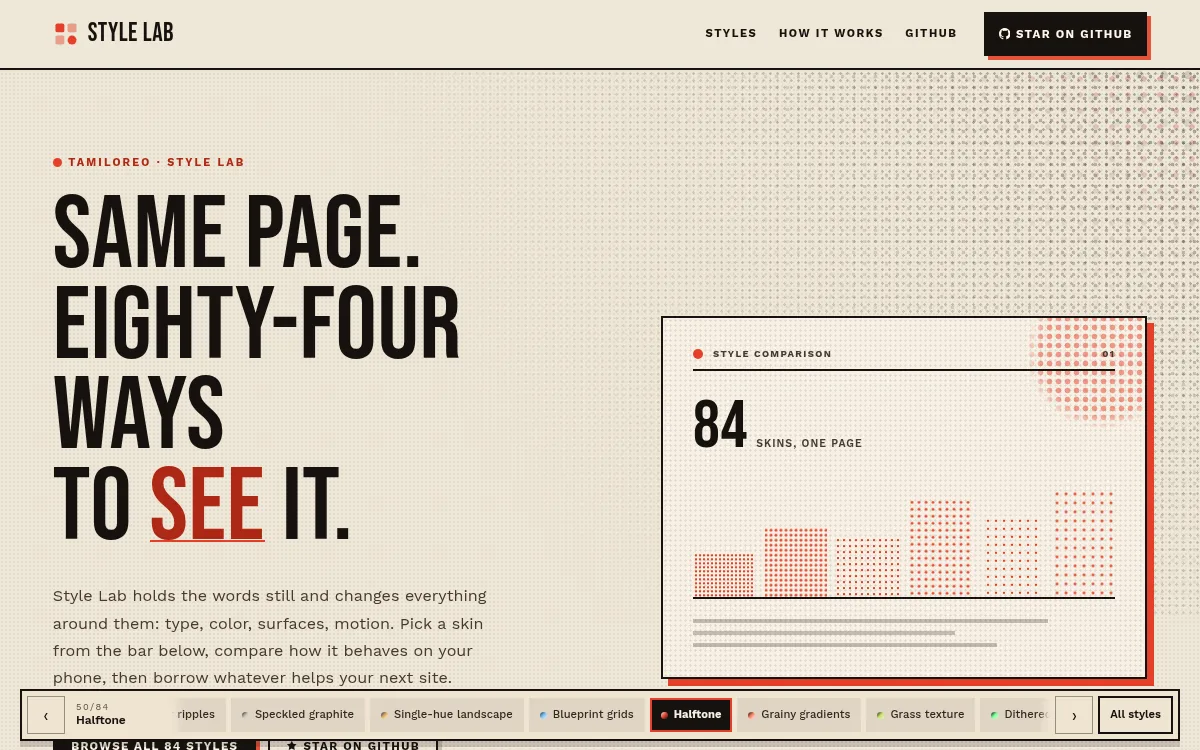 STYLE LAB
STYLES
HOW IT WORKS
GITHUB
STAR ON GITHUB
TAMILOREO · STYLE LAB
SAME PAGE.
EIGHTY-FOUR
WAYS
TO SEE IT.
Style Lab holds the words still and changes everything
around them: type, color, surfaces, motion. Pick a skin
from the bar below, compare how it behaves on your
phone, then borrow whatever helps your next site.
STYLE COMPARISON
01
84 SKINS, ONE PAGE
BROWSE ALL 84 STYLES
STAR ON GITHUB
‹
50/84
Halftone
ripples
Speckled graphite
Single-hue landscape
Blueprint grids
Halftone
Grainy gradients
Grass texture
Dithere
›
All styles